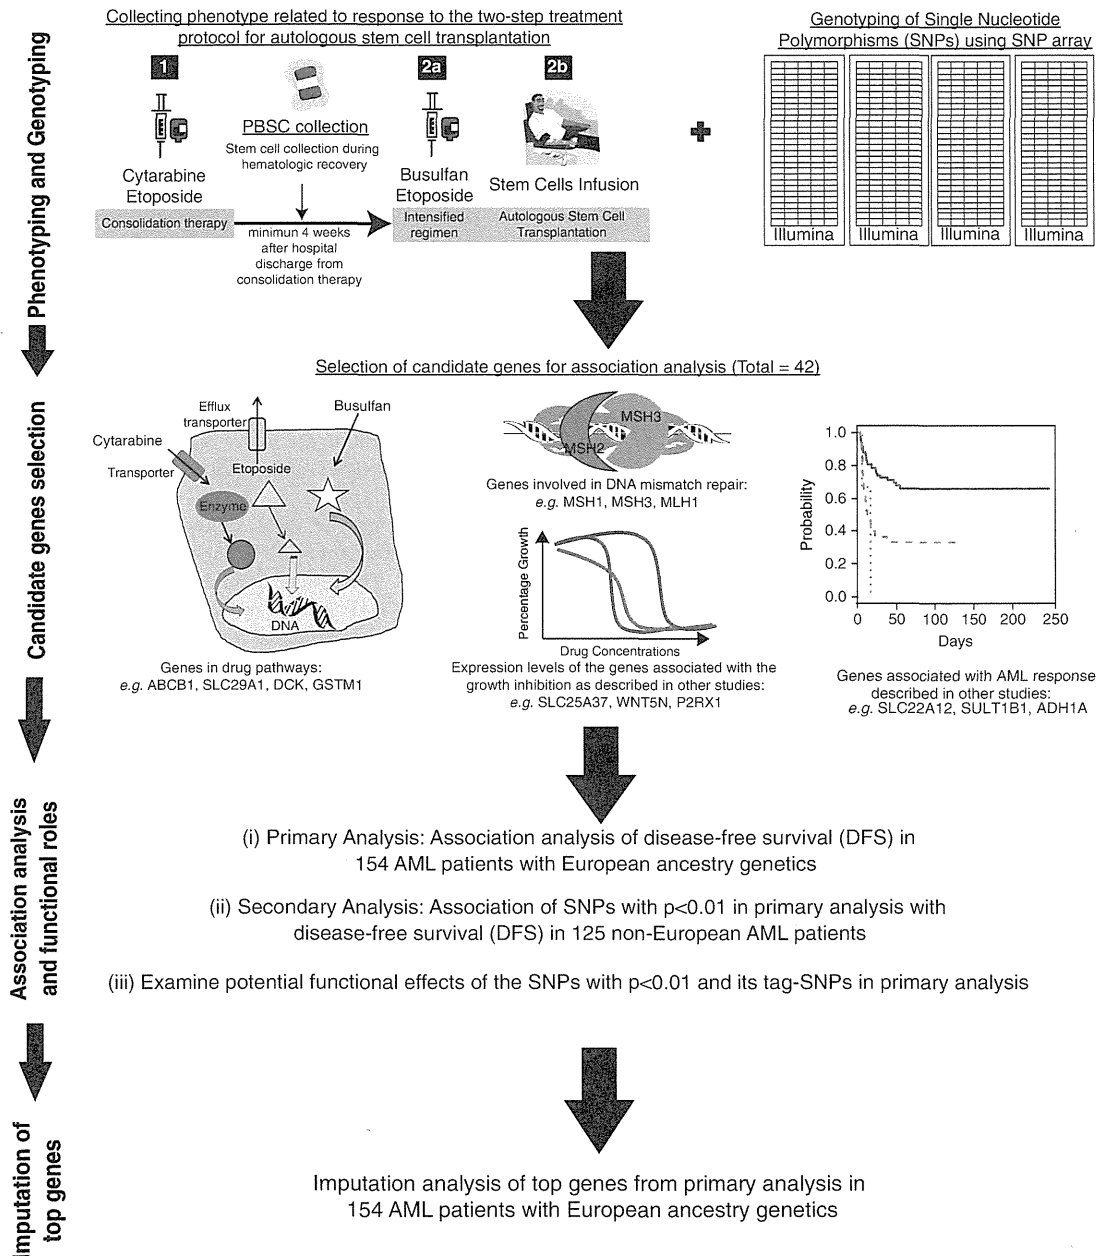 Collecting phenotype related to response to the two-step treatment
protocol for autologous stem cell transplantation
Genotyping of Single Nucleotide
Polymorphisms (SNPs) using SNP array
Phenotyping and Genotyping
1
2a
2b
PBSC collection
Stem cell collection during
hematologic recovery
Cytarabine
Etoposide
Busulfan
Etoposide
Stem Cells Infusion
Consolidation therapy
Intensified
regimen
Autologous Stem Cell
Transplantation
minimun 4 weeks
after hospital
discharge from
consolidation therapy
Illumina
Illumina
Illumina
Illumina
Candidate genes selection
Selection of candidate genes for association analysis (Total = 42)
Efflux
transporter
Busulfan
Cytarabine
Transporter
Etoposide
Enzyme
DNA
Genes in drug pathways:
e.g. ABCB1, SLC29A1, DCK, GSTM1
MSH3
MSH2
Genes involved in DNA mismatch repair:
e.g. MSH1, MSH3, MLH1
Percentage Growth
Drug Concentrations
Expression levels of the genes associated with the
growth inhibition as described in other studies:
e.g. SLC25A37, WNT5N, P2RX1
Probability
1.0
0.8
0.6
0.4
0.2
0.0
0 50 100 150 200 250
Days
Genes associated with AML response
described in other studies:
e.g. SLC22A12, SULT1B1, ADH1A
Association analysis
and functional roles
(i) Primary Analysis: Association analysis of disease-free survival (DFS) in
154 AML patients with European ancestry genetics
(ii) Secondary Analysis: Association of SNPs with p<0.01 in primary analysis with
disease-free survival (DFS) in 125 non-European AML patients
(iii) Examine potential functional effects of the SNPs with p<0.01 and its tag-SNPs in primary analysis
Imputation of
top genes
Imputation analysis of top genes from primary analysis in
154 AML patients with European ancestry genetics